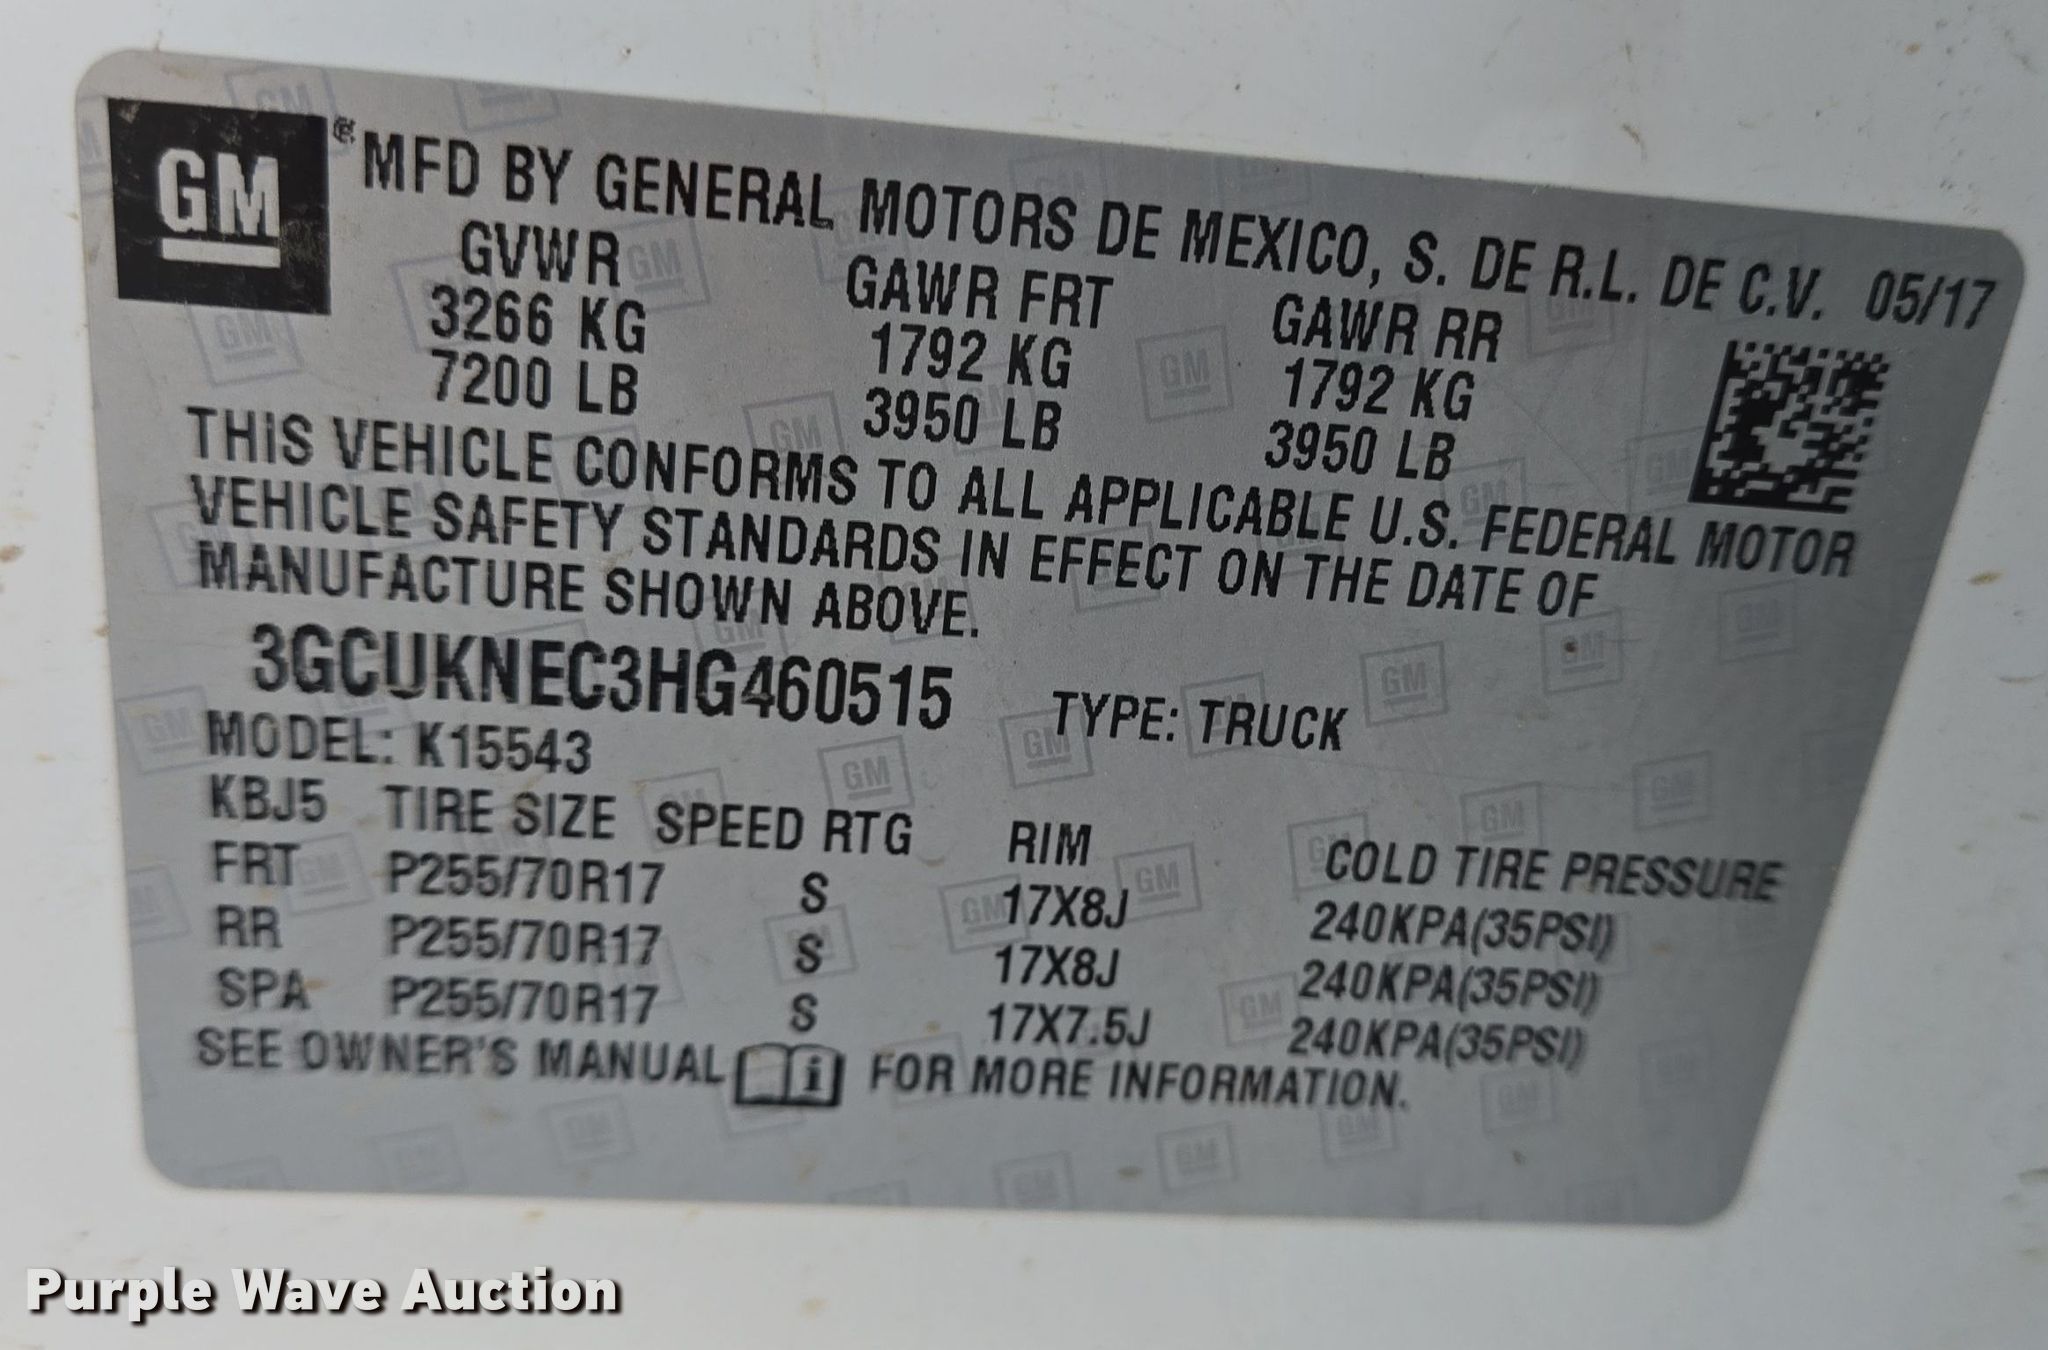 GM
MFD BY GENERAL MOTORS DE MEXICO, S. DE R.L. DE C.V. 05/17
GVWR GAWR FRT GAWR RR
3266 KG 1792 KG 1792 KG
7200 LB 3950 LB 3950 LB
THIS VEHICLE CONFORMS TO ALL APPLICABLE U.S. FEDERAL MOTOR
VEHICLE SAFETY STANDARDS IN EFFECT ON THE DATE OF
MANUFACTURE SHOWN ABOVE.
3GCUKNEC3HG460515 TYPE: TRUCK
MODEL: K15543
KBJ5 TIRE SIZE SPEED RTG RIM COLD TIRE PRESSURE
FRT P255/70R17 S 17X8J 240KPA(35PSI)
RR P255/70R17 S 17X8J 240KPA(35PSI)
SPA P255/70R17 S 17X7.5J 240KPA(35PSI)
SEE OWNER'S MANUAL i FOR MORE INFORMATION.
Purple Wave Auction